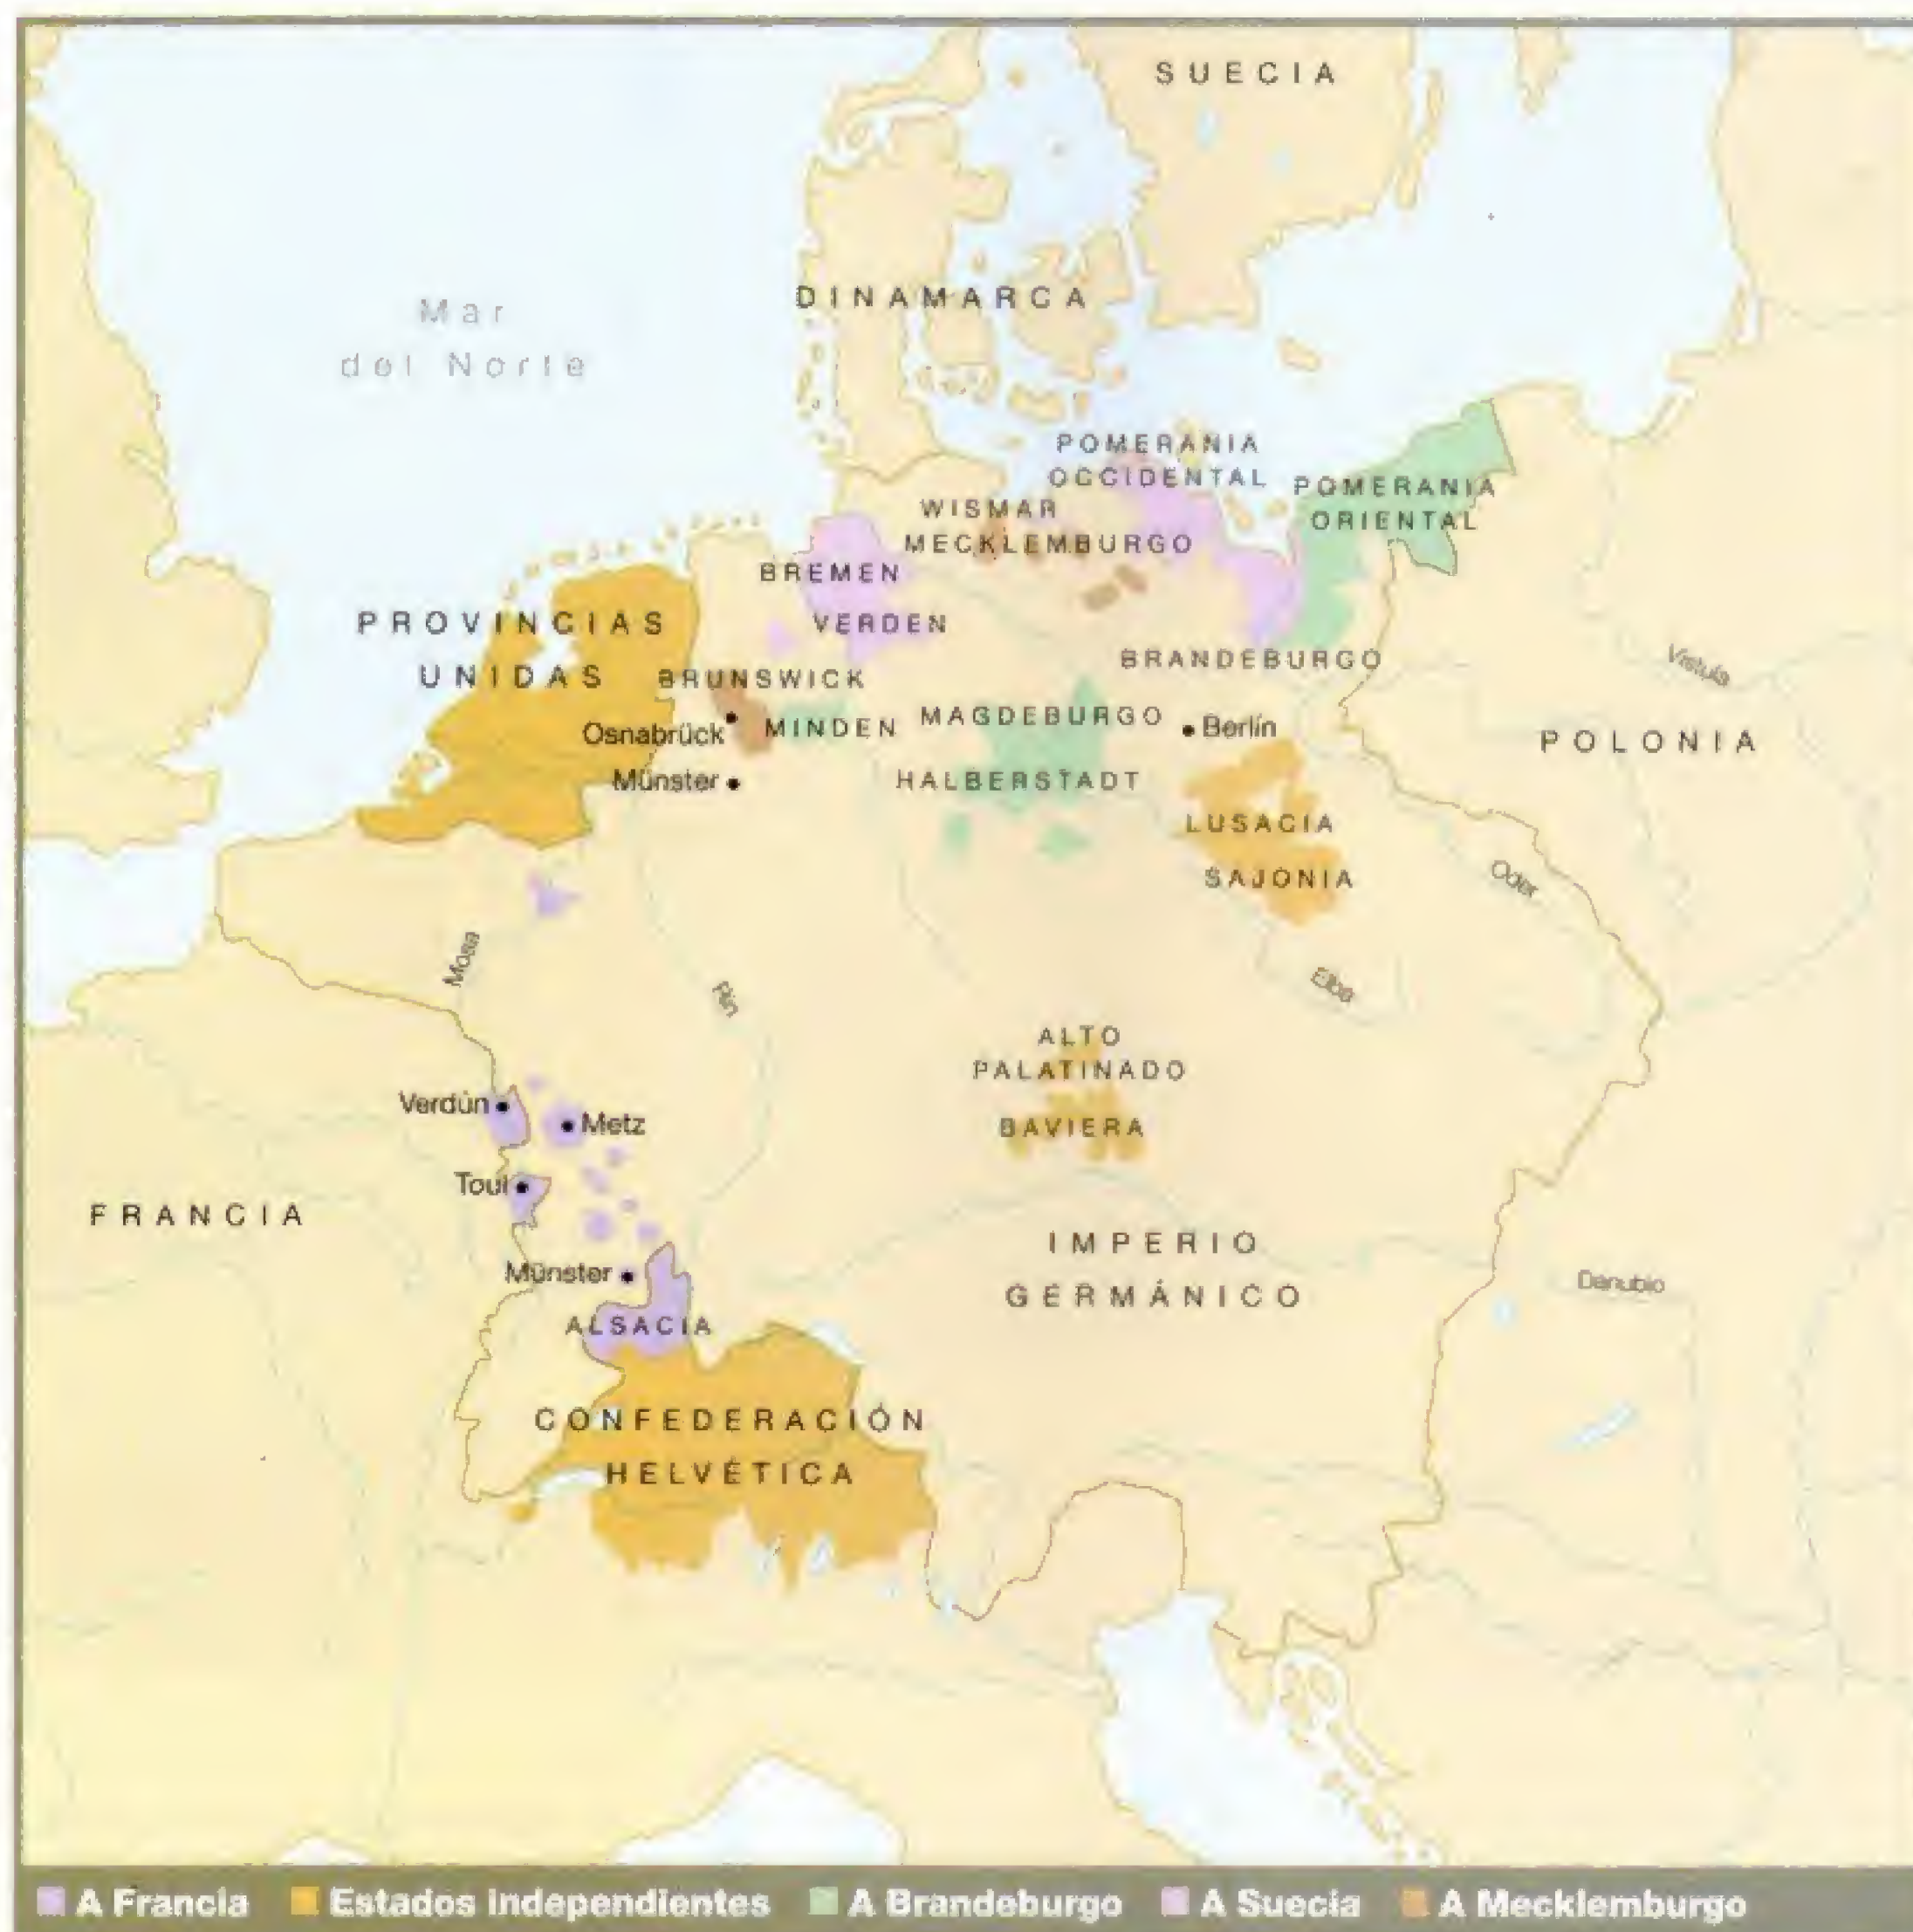 SUECIA
Mar
del Norte
DINAMARCA
POMERANIA
OCCIDENTAL
POMERANIA
ORIENTAL
WISMAR
MECKLEMBURGO
BREMEN
VERDEN
PROVINCIAS
UNIDAS
BRANDEBURGO
BRUNSWICK
Vístula
Osnabrück
MINDEN
MAGDEBURGO
Berlín
POLONIA
Münster
HALBERSTADT
LUSACIA
SAJONIA
Oder
Mosa
Rin
Elba
ALTO
PALATINADO
BAVIERA
Verdún
Metz
Toul
FRANCIA
IMPERIO
GERMÁNICO
Münster
Danubio
ALSACIA
CONFEDERACIÓN
HELVÉTICA
A Francia Estados independientes A Brandeburgo A Suecia A Mecklemburgo